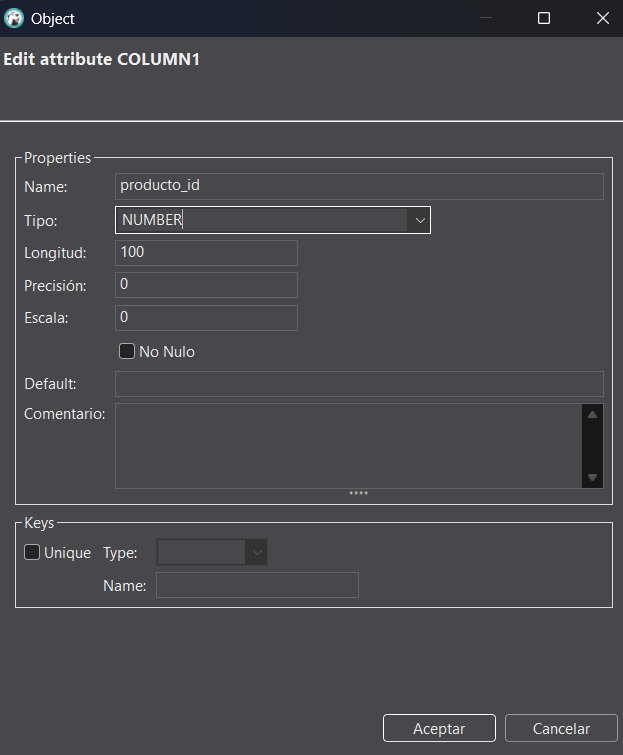 Object
Edit attribute COLUMN1
Properties
Name: producto_id
Tipo: NUMBER
Longitud: 100
Precisión: 0
Escala: 0
No Nulo
Default:
Comentario:
Keys
Unique Type:
Name:
Aceptar Cancelar